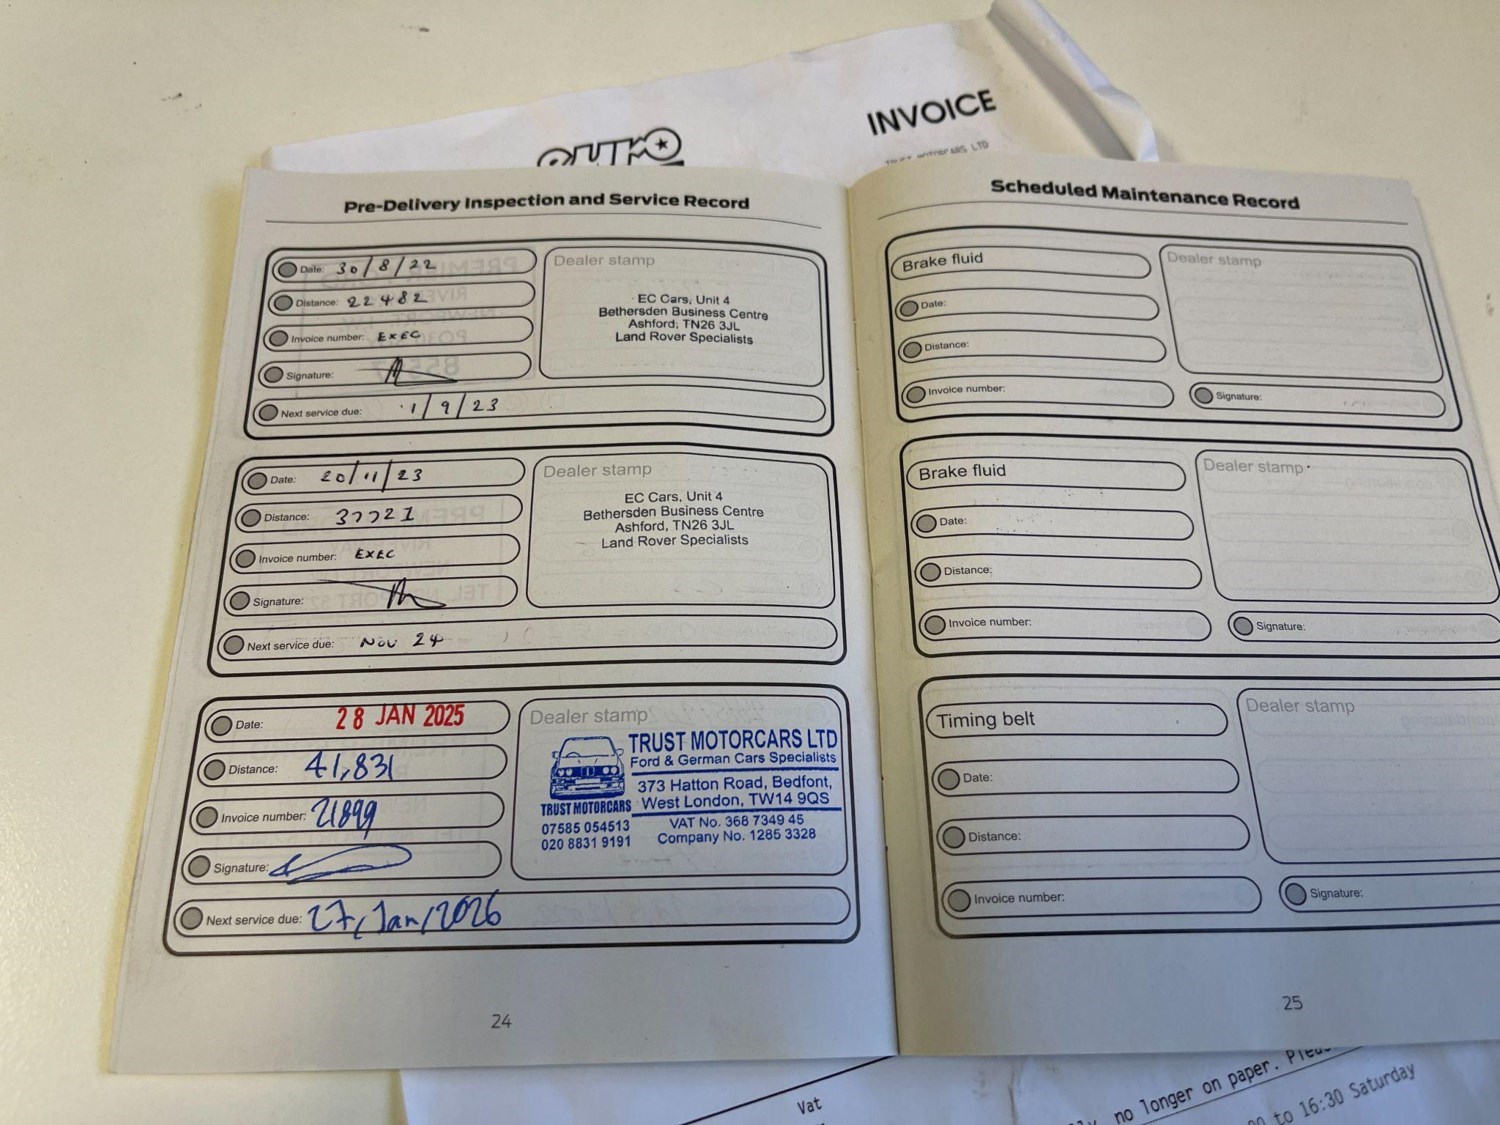 INVOICE
TRUST MOTORCARS LTD
Pre-Delivery Inspection and Service Record
Date: 30/8/22
Distance: 22482
Invoice number: EXEC
Signature:
Next service due: 1/9/23
Dealer stamp
EC Cars, Unit 4
Bethersden Business Centre
Ashford, TN26 3JL
Land Rover Specialists
Date: 20/11/23
Distance: 37721
Invoice number: EXEC
Signature:
Next service due: Nov 24
Dealer stamp
EC Cars, Unit 4
Bethersden Business Centre
Ashford, TN26 3JL
Land Rover Specialists
Date: 28 JAN 2025
Distance: 41,831
Invoice number: 21899
Signature:
Next service due: 27/Jan/2026
Dealer stamp
TRUST MOTORCARS LTD
Ford & German Cars Specialists
373 Hatton Road, Bedfont,
West London, TW14 9QS
TRUST MOTORCARS
07585 054513
020 8831 9191
VAT No. 368 7349 45
Company No. 1285 3328
24
Scheduled Maintenance Record
Brake fluid
Date:
Distance:
Invoice number:
Dealer stamp
Signature:
Brake fluid
Date:
Distance:
Invoice number:
Dealer stamp
Signature:
Timing belt
Date:
Distance:
Invoice number:
Dealer stamp
Signature:
25
Vat
no longer on paper.
to 16:30 Saturday